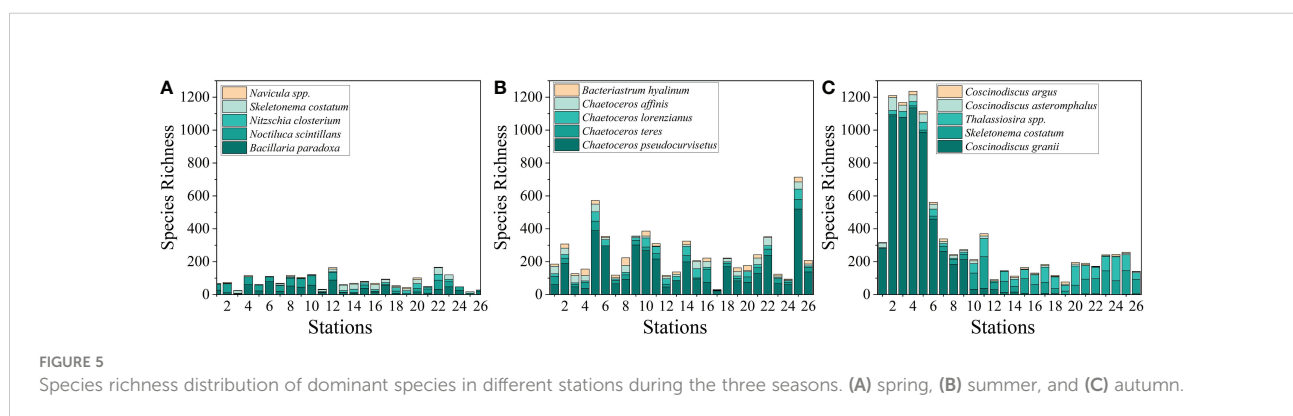 A
1200
1000
800
600
400
200
0
Species Richness
Navicula spp.
Skeletonema costatum
Nitzschia closterium
Noctiluca scintillans
Bacillaria paradoxa
2 4 6 8 10 12 14 16 18 20 22 24 26
Stations
B
1200
1000
800
600
400
200
0
Species Richness
Bacteriastrum hyalinum
Chaetoceros affinis
Chaetoceros lorenzianus
Chaetoceros teres
Chaetoceros pseudocurvisetus
2 4 6 8 10 12 14 16 18 20 22 24 26
Stations
C
1200
1000
800
600
400
200
0
Species Richness
Coscinodiscus argus
Coscinodiscus asteromphalus
Thalassiosira spp.
Skeletonema costatum
Coscinodiscus granii
2 4 6 8 10 12 14 16 18 20 22 24 26
Stations
FIGURE 5
Species richness distribution of dominant species in different stations during the three seasons. (A) spring, (B) summer, and (C) autumn.